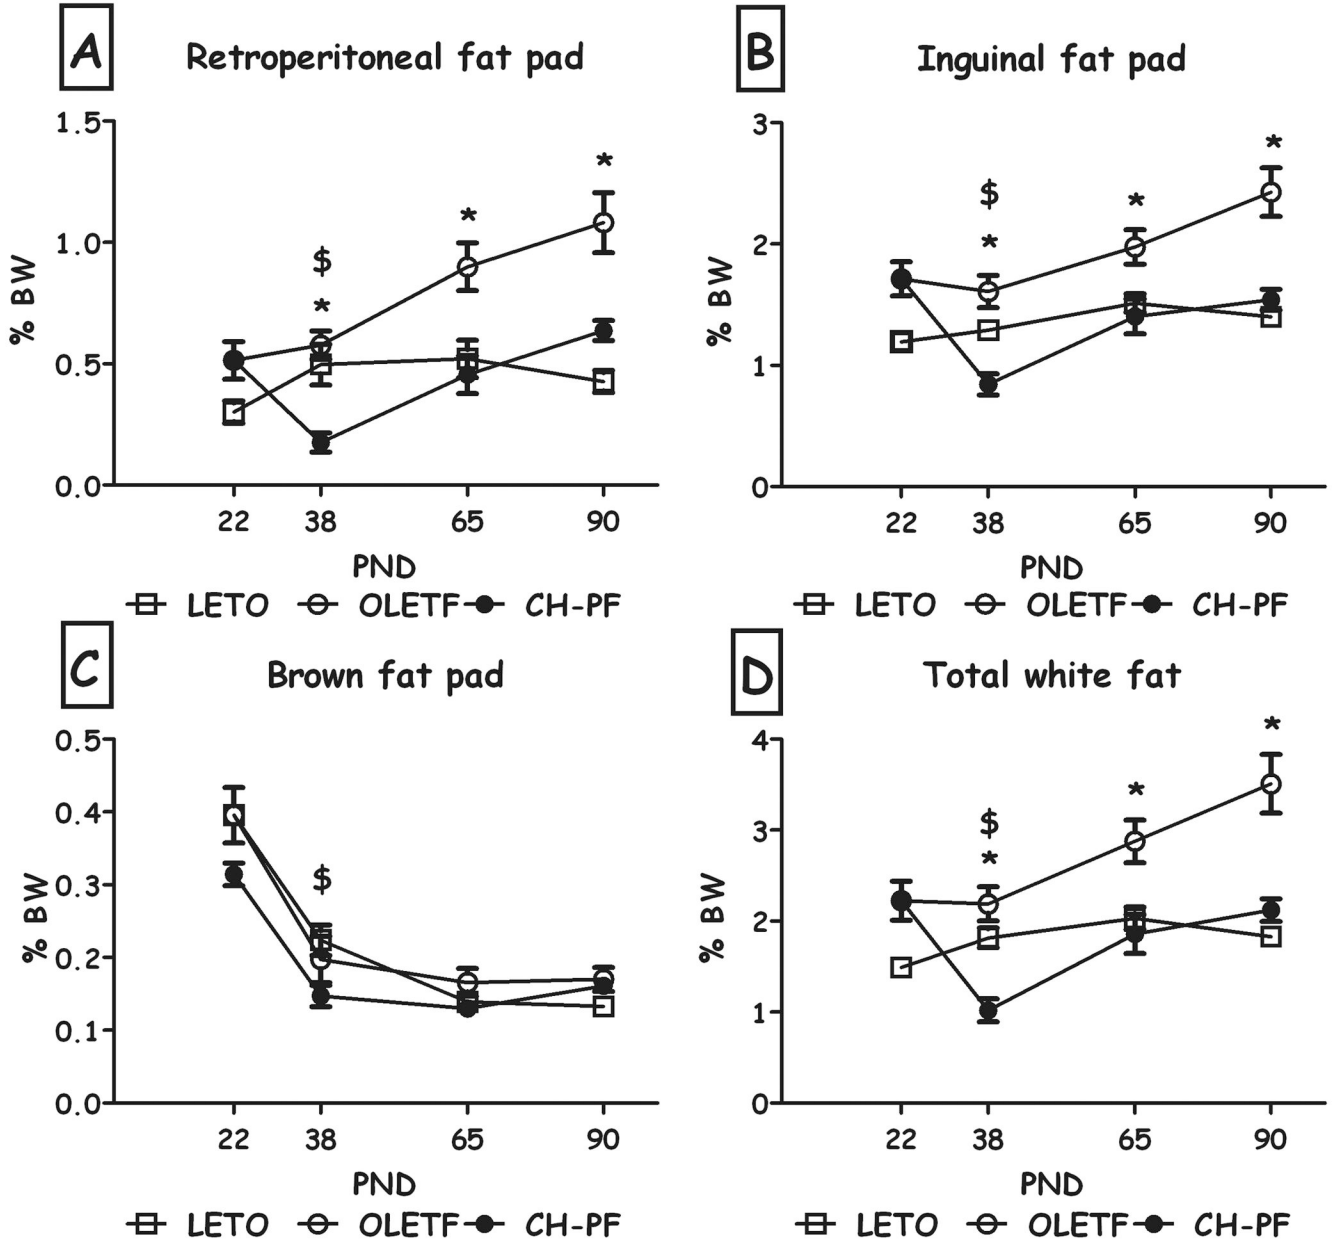 A Retroperitoneal fat pad
1.5
1.0
0.5
0.0
% BW
*
*
$
*
22 38 65 90
PND
LETO OLETF CH-PF
B Inguinal fat pad
3
2
1
0
% BW
*
*
$
*
22 38 65 90
PND
LETO OLETF CH-PF
C Brown fat pad
0.5
0.4
0.3
0.2
0.1
0.0
% BW
$
22 38 65 90
PND
LETO OLETF CH-PF
D Total white fat
4
3
2
1
0
% BW
*
*
$
*
22 38 65 90
PND
LETO OLETF CH-PF